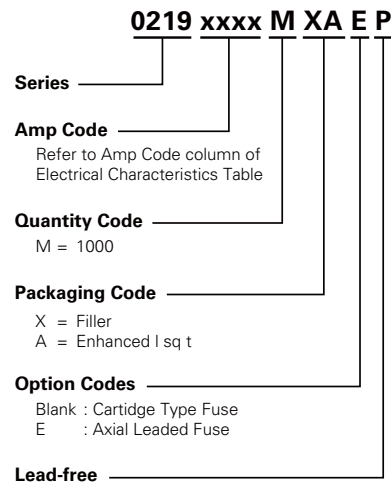 0219 xxxx M XA E P
Series
Amp Code
Refer to Amp Code column of
Electrical Characteristics Table
Quantity Code
M = 1000
Packaging Code
X = Filler
A = Enhanced I sq t
Option Codes
Blank : Cartidge Type Fuse
E : Axial Leaded Fuse
Lead-free